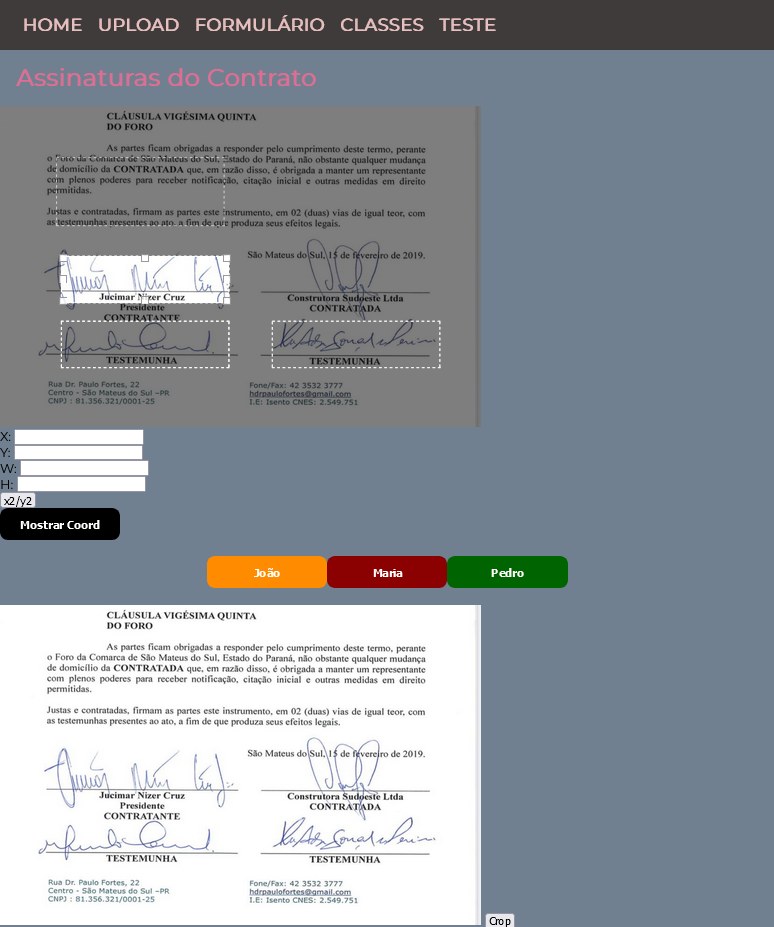 HOME UPLOAD FORMULÁRIO CLASSES TESTE
Assinaturas do Contrato
CLÁUSULA VIGÉSIMA QUINTA
DO FORO
As partes ficam obrigadas a responder pelo cumprimento deste termo, perante
o Foro da Comarca de São Mateus do Sul, Estado do Paraná, não obstante qualquer mudança
de domicílio da CONTRATADA que, em razão disso, é obrigada a manter um representante
com plenos poderes para receber notificação, citação inicial e outras medidas em direito
permitidas.
Justas e contratadas, firmam as partes este instrumento, em 02 (duas) vias de igual teor, com
as testemunhas presentes ao ato, a fim de que produza seus efeitos legais.
São Mateus do Sul, 15 de fevereiro de 2019.
Jucimar Nizer Cruz
Presidente
CONTRATANTE
Construtora Sudoeste Ltda
CONTRATADA
TESTEMUNHA
TESTEMUNHA
Rua Dr. Paulo Fortes, 22
Centro - São Mateus do Sul –PR
CNPJ : 81.356.321/0001-25
Fone/Fax: 42 3532 3777
hdrpaulofortes@gmail.com
I.E: Isento CNES: 2.549.751
X:
Y:
W:
H:
x2/y2
Mostrar Coord
João Maria Pedro
CLÁUSULA VIGÉSIMA QUINTA
DO FORO
As partes ficam obrigadas a responder pelo cumprimento deste termo, perante
o Foro da Comarca de São Mateus do Sul, Estado do Paraná, não obstante qualquer mudança
de domicílio da CONTRATADA que, em razão disso, é obrigada a manter um representante
com plenos poderes para receber notificação, citação inicial e outras medidas em direito
permitidas.
Justas e contratadas, firmam as partes este instrumento, em 02 (duas) vias de igual teor, com
as testemunhas presentes ao ato, a fim de que produza seus efeitos legais.
São Mateus do Sul, 15 de fevereiro de 2019.
Jucimar Nizer Cruz
Presidente
CONTRATANTE
Construtora Sudoeste Ltda
CONTRATADA
TESTEMUNHA
TESTEMUNHA
Rua Dr. Paulo Fortes, 22
Centro - São Mateus do Sul –PR
CNPJ : 81.356.321/0001-25
Fone/Fax: 42 3532 3777
hdrpaulofortes@gmail.com
I.E: Isento CNES: 2.549.751
Crop